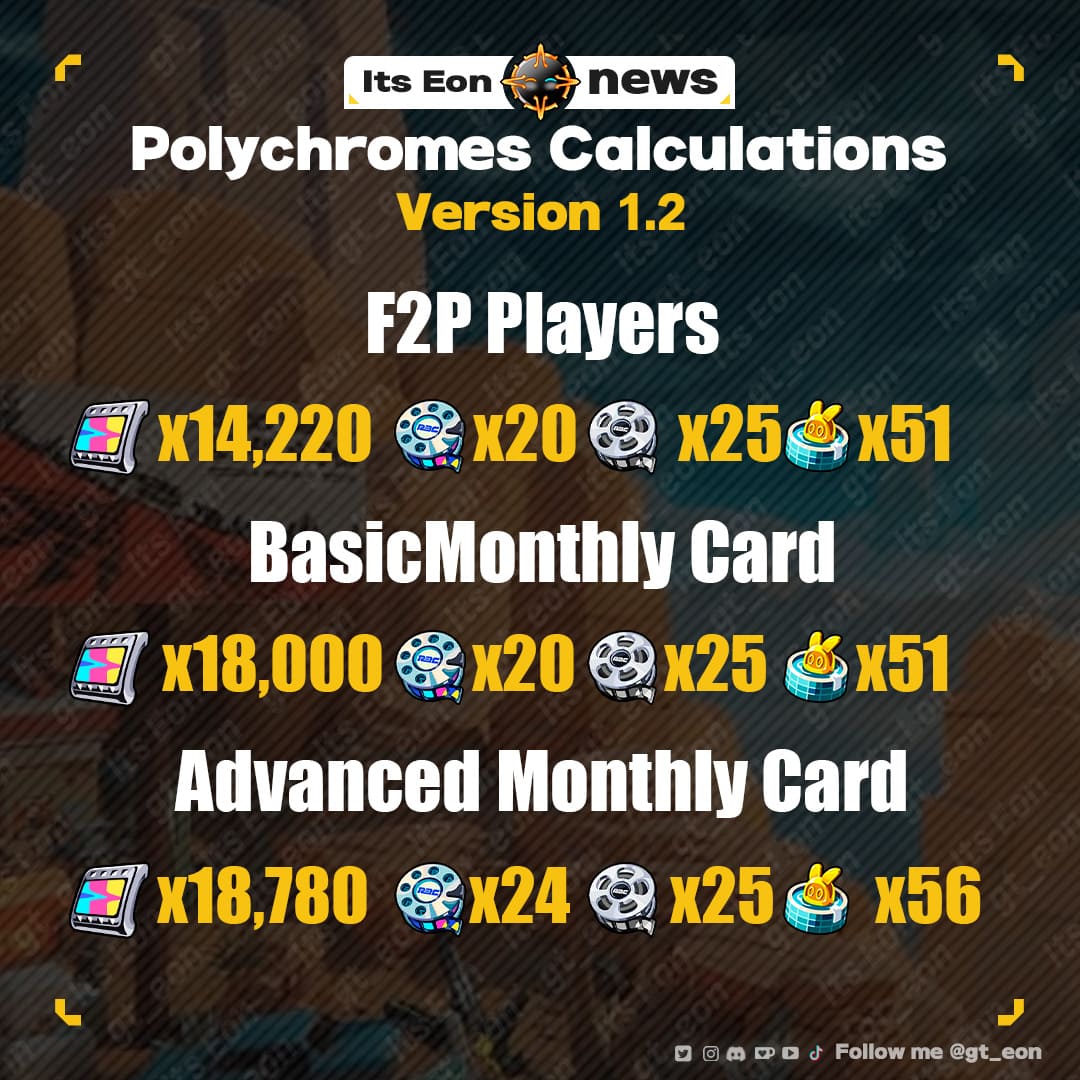 Its Eon news
Polychromes Calculations
Version 1.2
F2P Players
x14,220 x20 x25 x51
BasicMonthly Card
x18,000 x20 x25 x51
Advanced Monthly Card
x18,780 x24 x25 x56
Follow me @gt_eon